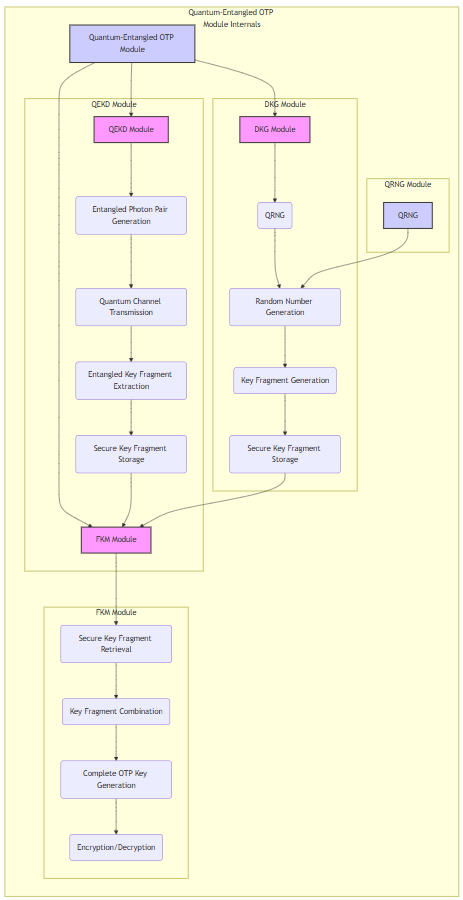 Quantum-Entangled OTP
Module Internals
Quantum-Entangled OTP
Module
QEKD Module
QEKD Module
Entangled Photon Pair
Generation
Quantum Channel
Transmission
Entangled Key Fragment
Extraction
Secure Key Fragment
Storage
DKG Module
DKG Module
QRNG
Random Number
Generation
Key Fragment Generation
Secure Key Fragment
Storage
QRNG Module
QRNG
FKM Module
FKM Module
Secure Key Fragment
Retrieval
Key Fragment Combination
Complete OTP Key
Generation
Encryption/Decryption